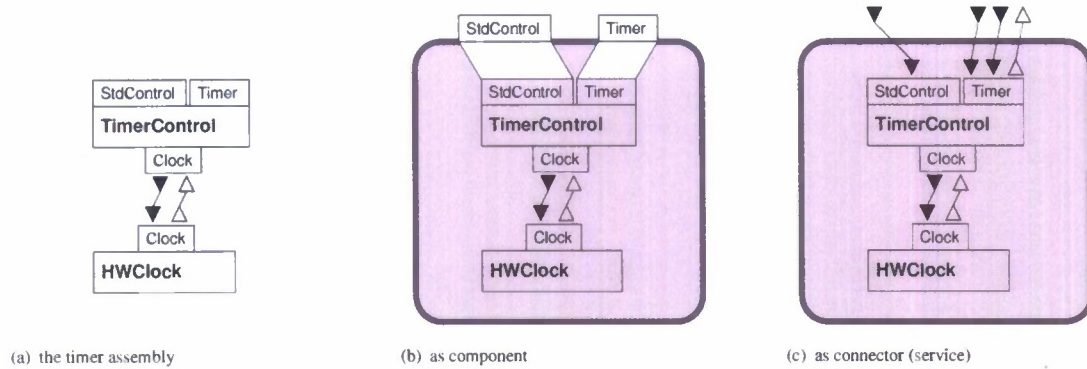 StdControl Timer
TimerControl
Clock
Clock
HWClock
(a) the timer assembly
StdControl Timer
StdControl Timer
TimerControl
Clock
Clock
HWClock
(b) as component
StdControl Timer
TimerControl
Clock
Clock
HWClock
(c) as connector (service)